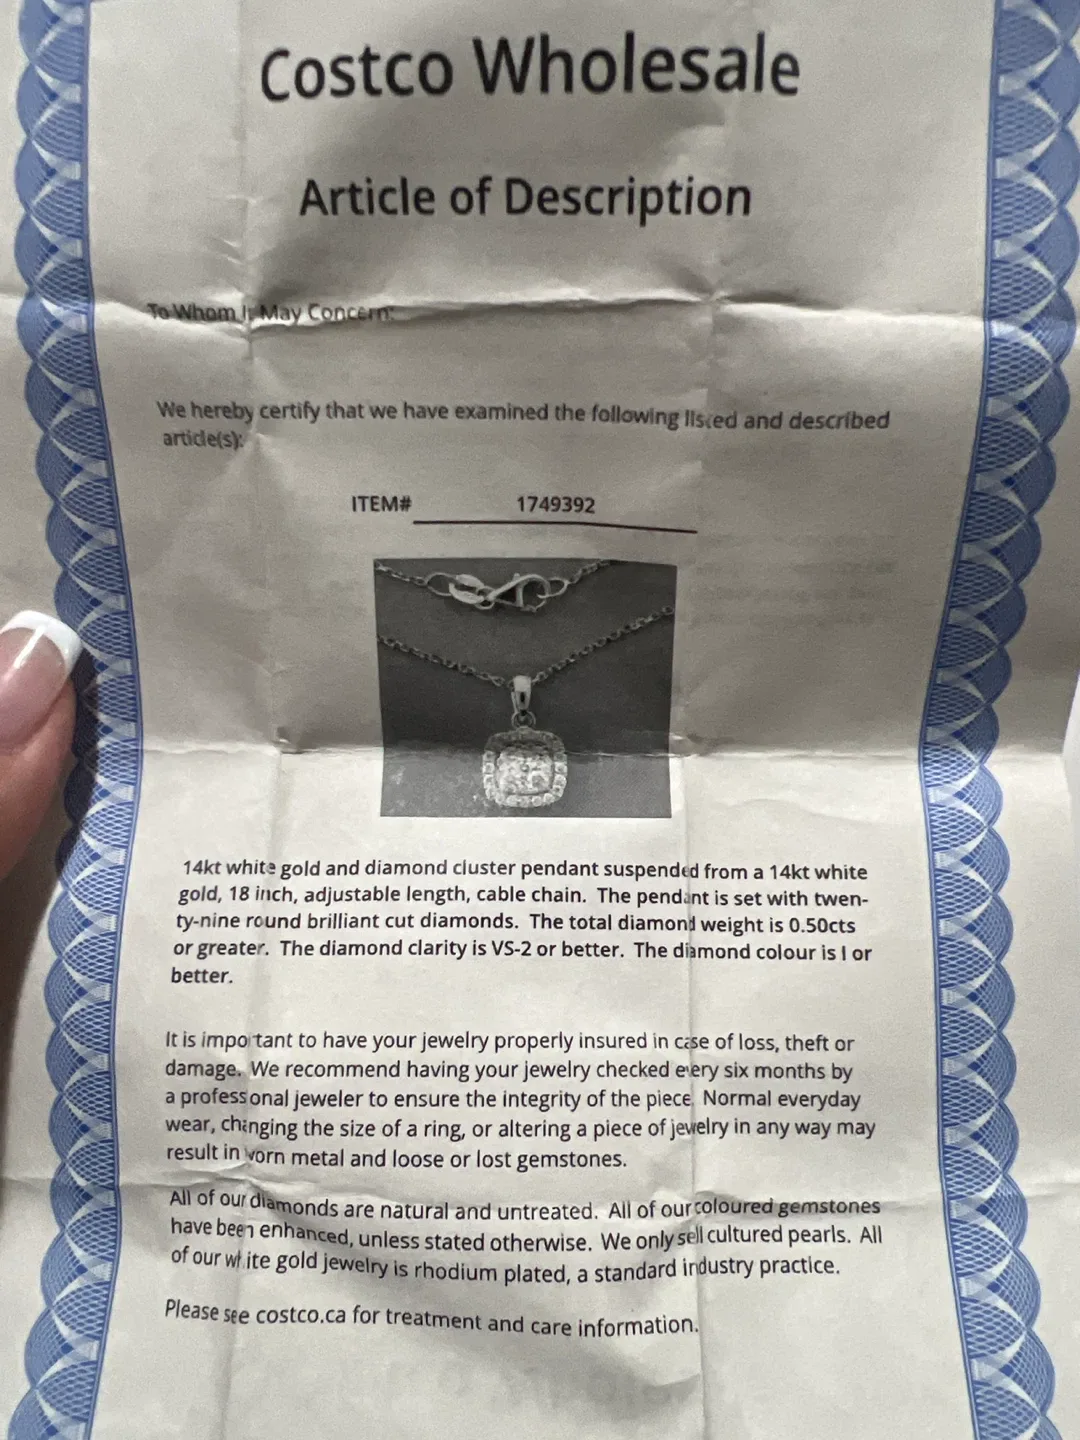 Costco Wholesale
Article of Description
To Whom It May Concern:
We hereby certify that we have examined the following listed and described
article(s):
ITEM# 1749392
14kt white gold and diamond cluster pendant suspended from a 14kt white
gold, 18 inch, adjustable length, cable chain. The pendant is set with twen-
ty-nine round brilliant cut diamonds. The total diamond weight is 0.50cts
or greater. The diamond clarity is VS-2 or better. The diamond colour is I or
better.
It is important to have your jewelry properly insured in case of loss, theft or
damage. We recommend having your jewelry checked every six months by
a professional jeweler to ensure the integrity of the piece. Normal everyday
wear, changing the size of a ring, or altering a piece of jewelry in any way may
result in worn metal and loose or lost gemstones.
All of our diamonds are natural and untreated. All of our coloured gemstones
have been enhanced, unless stated otherwise. We only sell cultured pearls. All
of our white gold jewelry is rhodium plated, a standard industry practice.
Please see costco.ca for treatment and care information.